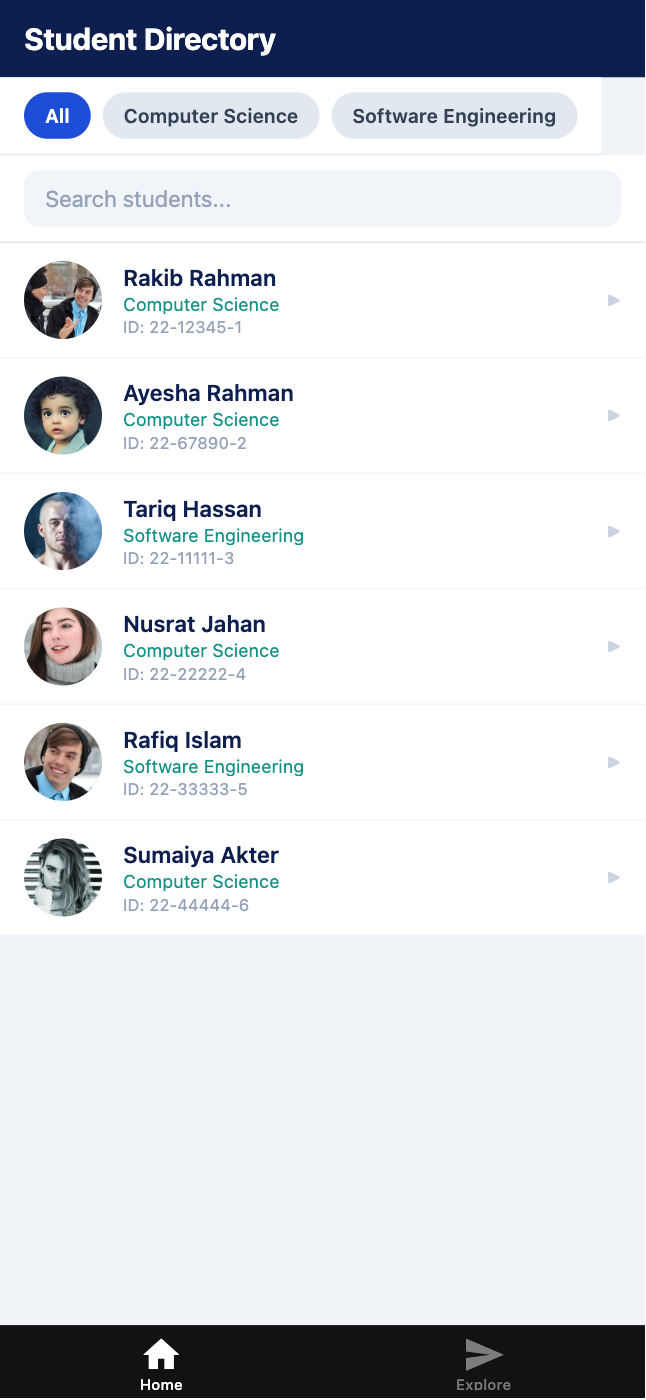 Student Directory
All
Computer Science
Software Engineering
Search students...
Rakib Rahman
Computer Science
ID: 22-12345-1
Ayesha Rahman
Computer Science
ID: 22-67890-2
Tariq Hassan
Software Engineering
ID: 22-11111-3
Nusrat Jahan
Computer Science
ID: 22-22222-4
Rafiq Islam
Software Engineering
ID: 22-33333-5
Sumaiya Akter
Computer Science
ID: 22-44444-6
Home
Explore